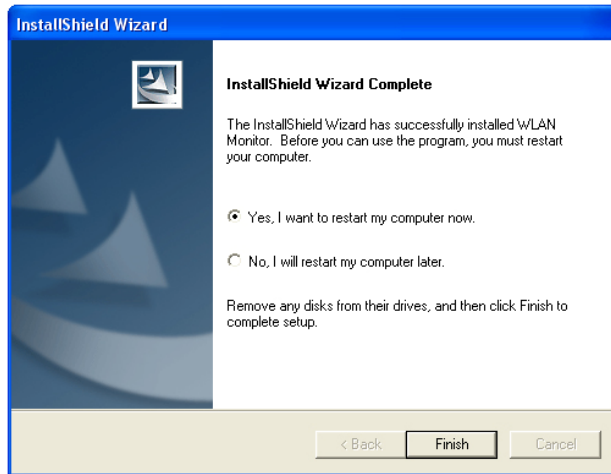 InstallShield Wizard
InstallShield Wizard Complete
The InstallShield Wizard has successfully installed WLAN
Monitor. Before you can use the program, you must restart
your computer.
Yes, I want to restart my computer now.
No, I will restart my computer later.
Remove any disks from their drives, and then click Finish to
complete setup.
< Back
Finish
Cancel